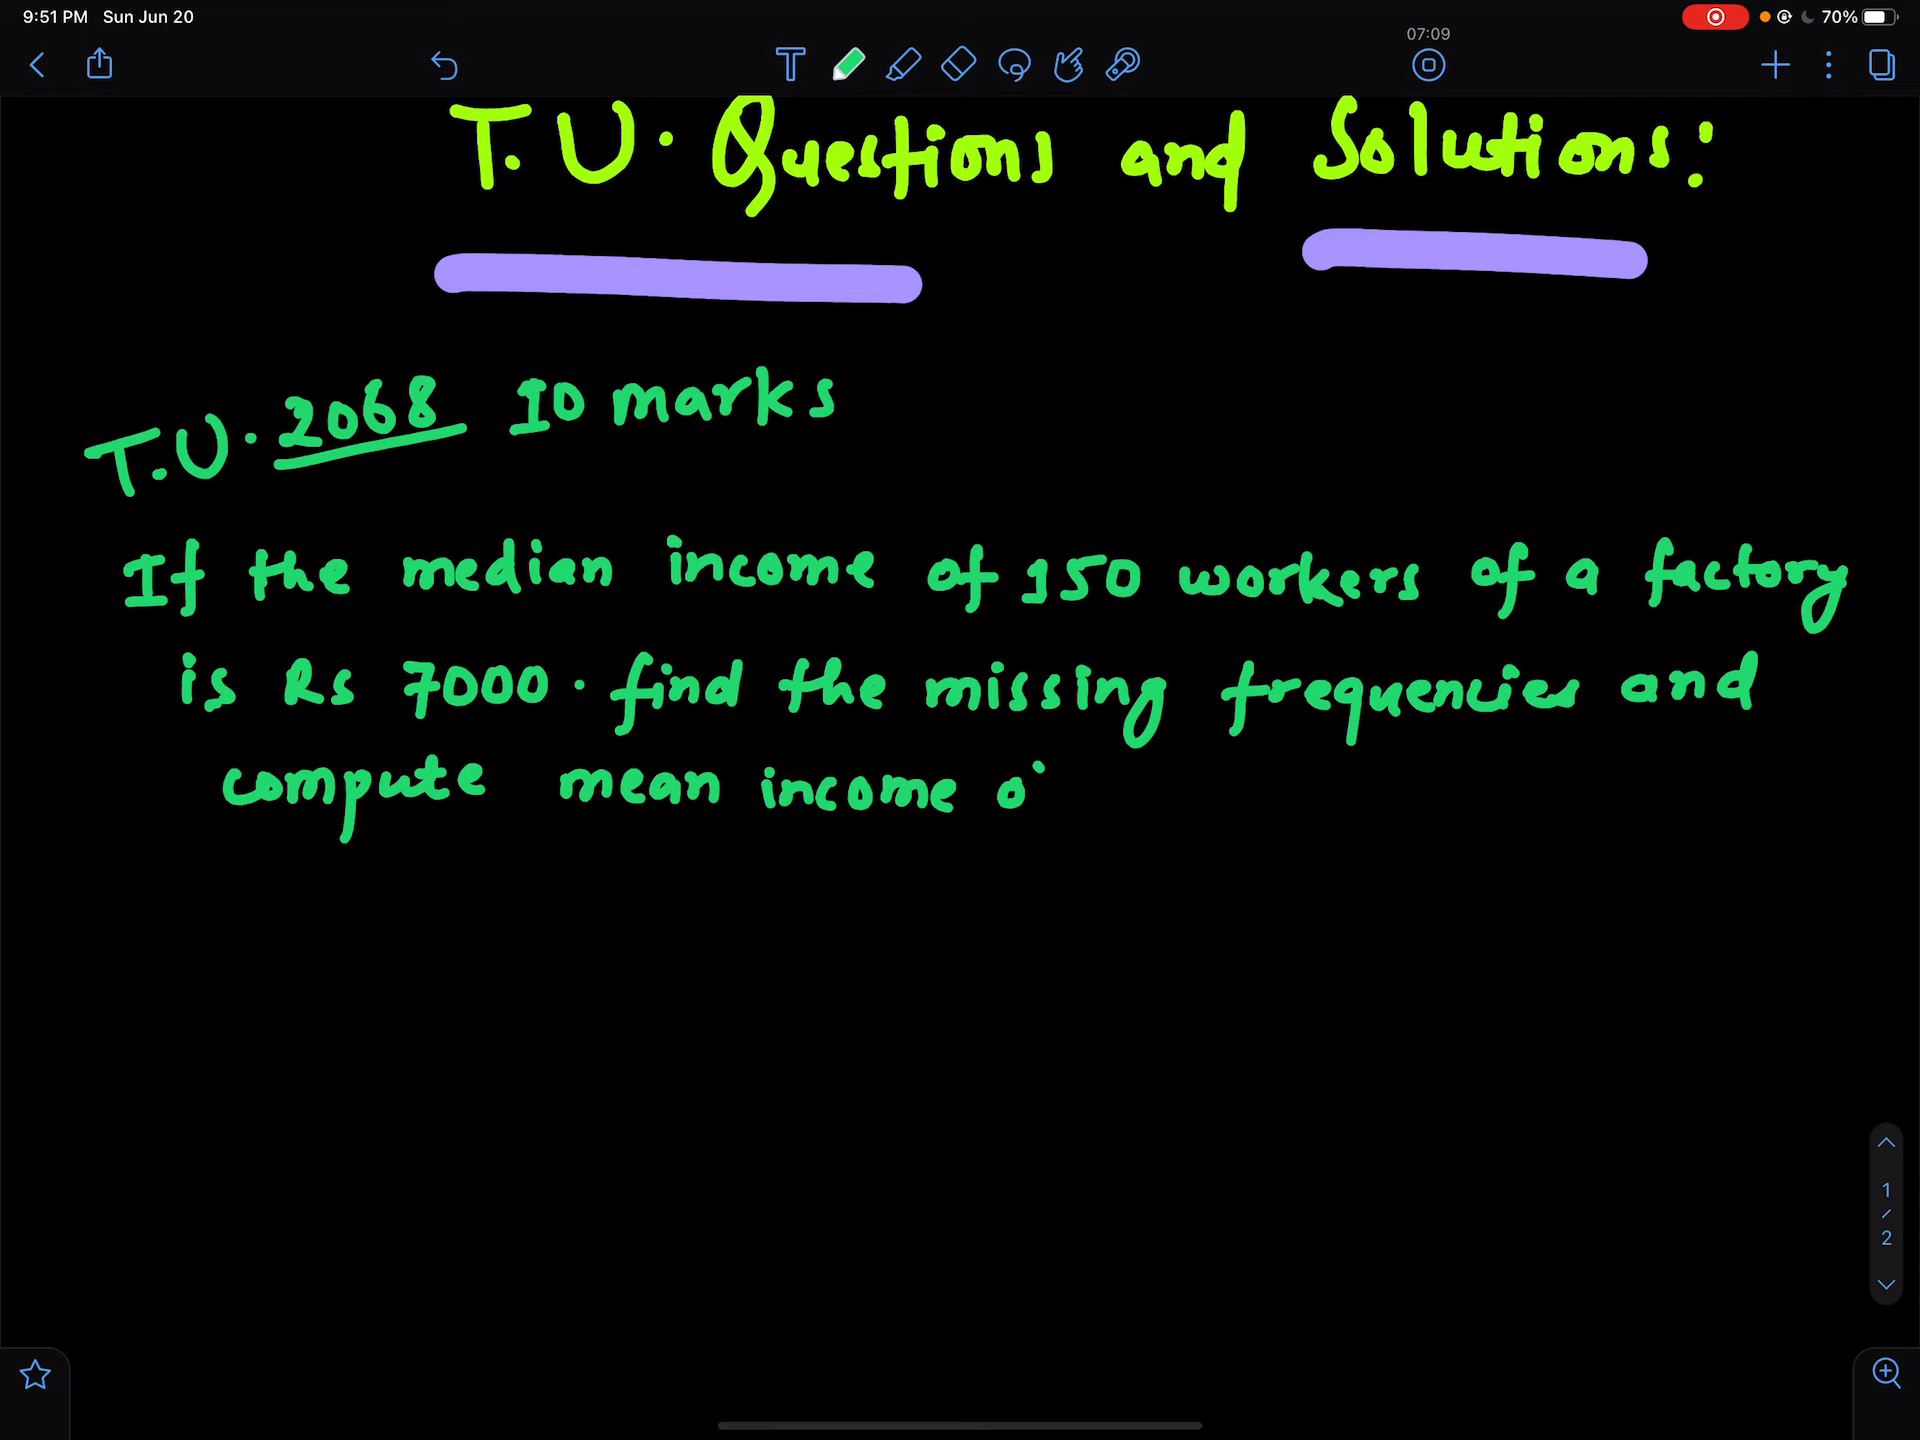 9:51 PM Sun Jun 20
70%
07:09
T.U. Questions and Solutions:
T.U. 2068 10 marks
If the median income of 150 workers of a factory
is Rs 7000. find the missing frequencies and
compute mean income o
1
/
2